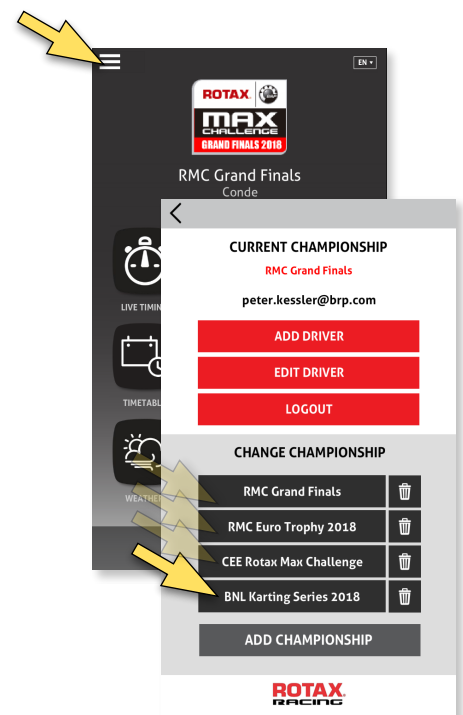 EN
ROTAX
MAX
CHALLENGE
GRAND FINALS 2018
RMC Grand Finals
Conde
LIVE TIMIN
TIMETABL
WEATHER
CURRENT CHAMPIONSHIP
RMC Grand Finals
peter.kessler@brp.com
ADD DRIVER
EDIT DRIVER
LOGOUT
CHANGE CHAMPIONSHIP
RMC Grand Finals
RMC Euro Trophy 2018
CEE Rotax Max Challenge
BNL Karting Series 2018
ADD CHAMPIONSHIP
ROTAX
RACING